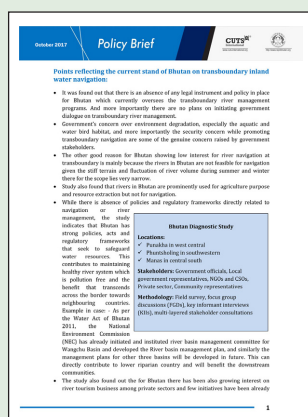 October 2017
Policy Brief
CUTS
Points reflecting the current stand of Bhutan on transboundary inland
water navigation:
• It was found out that there is an absence of any legal instrument and policy in place
for Bhutan which currently oversees the transboundary river management
programs. And more importantly there are no plans on initiating government
dialogue on transboundary river management.
• Government's concern over environment degradation, especially the aquatic and
water bird habitat, and more importantly the security concern while promoting
transboundary navigation are some of the genuine concern raised by government
stakeholders.
• The other good reason for Bhutan showing low interest for river navigation at
transboundary is mainly because the rivers in Bhutan are not feasible for navigation
given the stiff terrain and fluctuation of river volume during summer and winter
there for the scope lies very narrow.
• Study also found that rivers in Bhutan are prominently used for agriculture purpose
and resource extraction but not for navigation.
• While there is absence of policies and regulatory frameworks directly related to
navigation or river
management, the study
indicates that Bhutan has
strong policies, acts and
regulatory frameworks
that seek to safeguard
water resources. This
contributes to maintaining
healthy river system which
is pollution free and the
benefit that transcends
across the border towards
neighbouring countries.
Example in case: - As per
the Water Act of Bhutan
2011, the National
Environment Commission
Bhutan Diagnostic Study
Locations:
✓ Punakha in west central
✓ Phuntsholing in southwestern
✓ Manas in central south
Stakeholders: Government officials, Local
government representatives, NGOs and CSOs,
Private sector, Community representatives
Methodology: Field survey, focus group
discussions (FGDs), key informant interviews
(KIIs), multi-layered stakeholder consultations
(NEC) has already initiated and instituted river basin management committee for
Wangchu Basin and developed the River basin management plan, and similarly the
management plans for other three basins will be developed in future. This can
directly contribute to lower riparian country and will benefit the downstream
communities.
• The study also found out the for Bhutan there has been also growing interest on
river tourism business among private sectors and few initiatives have been already
1